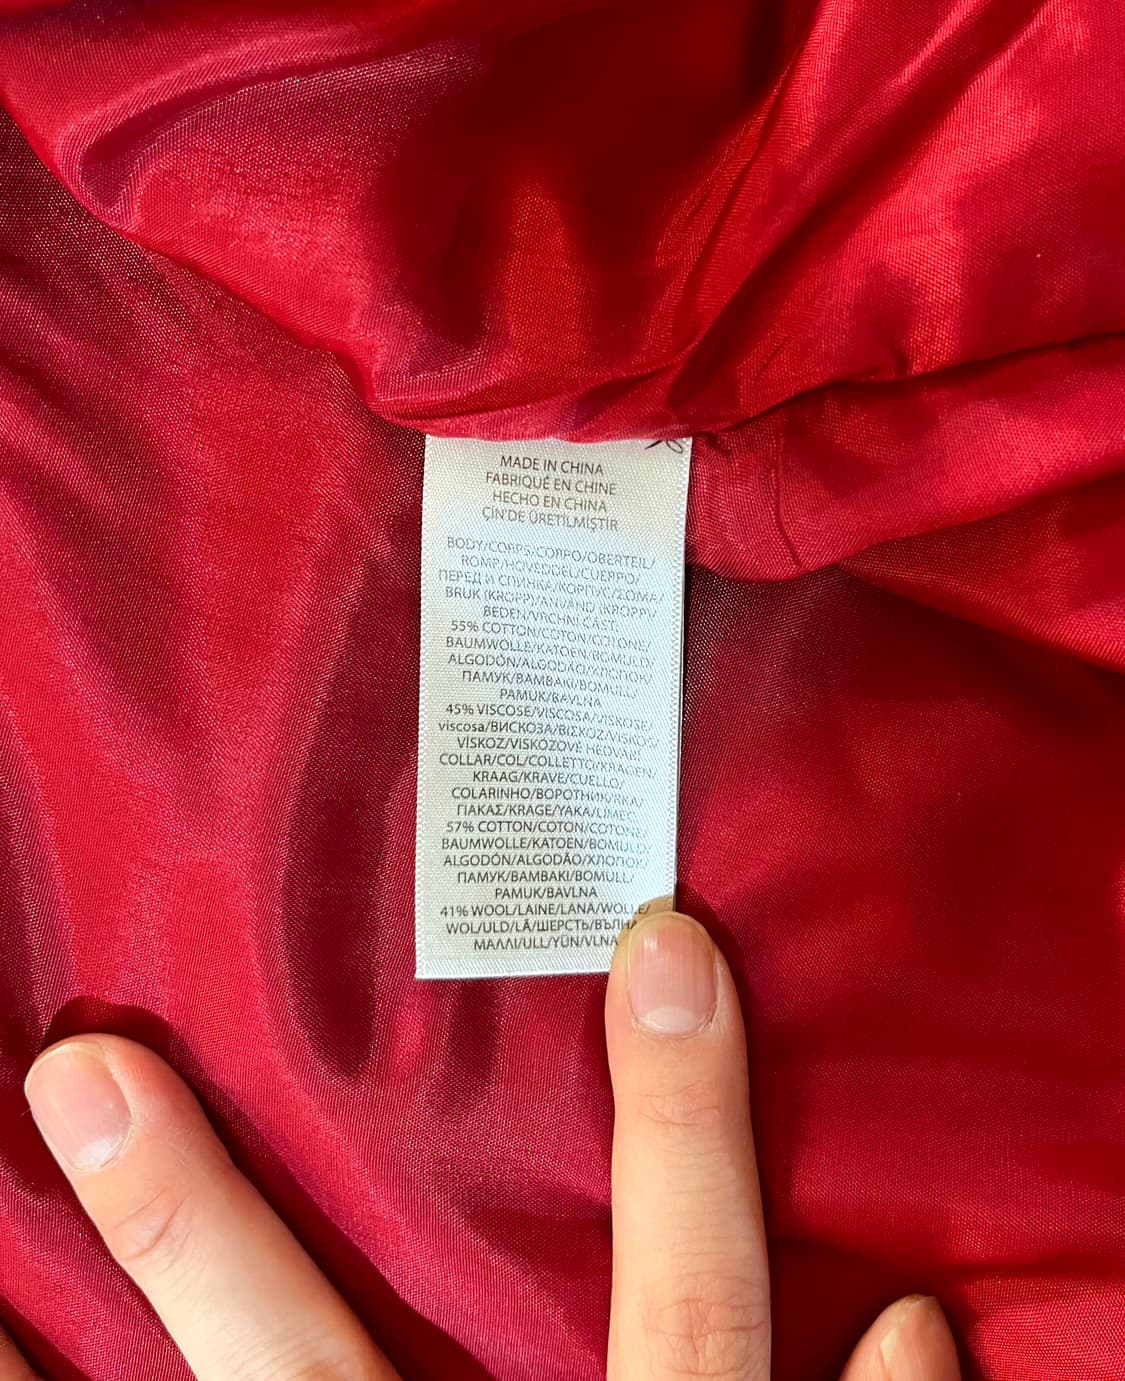 MADE IN CHINA
FABRIQUÉ EN CHINE
HECHO EN CHINA
ÇİN'DE ÜRETİLMİŞTİR
BODY/CORPS/CORPO/OBERTEIL/
ROMP/HOVEDDEL/CUERPO/
ПЕРЕД И СПИНКА/КОРПУС/ΣΩΜΑ/
BRUK (KROPP)/ANVÄND (KROPP)/
BEDEN/VRCHNÍ ČÁST:
55% COTTON/COTON/COTONE/
BAUMWOLLE/KATOEN/BOMULD/
ALGODÓN/ALGODÃO/ХЛОПОК/
ПАМУК/ΒΑΜΒΑΚΙ/BOMULL/
PAMUK/BAVLNA
45% VISCOSE/VISCOSA/VISKOSE/
viscosa/ВИСКОЗА/ΒΙΣΚΟΖ/VISKOS/
VİSKOZ/VISKÓZOVÉ HEDVÁBÍ
COLLAR/COL/COLLETTO/KRAGEN/
KRAAG/KRAVE/CUELLO/
COLARINHO/ВОРОТНИК/ЯКА/
ΓΙΑΚΑΣ/KRAGE/YAKA/LÍMEC:
57% COTTON/COTON/COTONE/
BAUMWOLLE/KATOEN/BOMULD/
ALGODÓN/ALGODÃO/ХЛОПОК/
ПАМУК/ΒΑΜΒΑΚΙ/BOMULL/
PAMUK/BAVLNA
41% WOOL/LAINE/LANA/WOLLE/
WOL/ULD/LÃ/ШЕРСТЬ/ВЪЛНА
ΜΑΛΛΙ/ULL/YÜN/VLNA